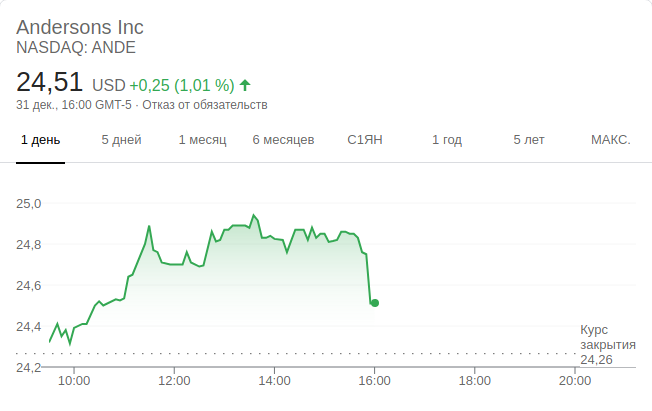 Andersons Inc
NASDAQ: ANDE
24,51 USD +0,25 (1,01 %)
31 дек., 16:00 GMT-5 · Отказ от обязательств
1 день 5 дней 1 месяц 6 месяцев С1ЯН 1 год 5 лет МАКС.
25,0
24,8
24,6
24,4
Курс
закрытия
24,26
24,2
10:00 12:00 14:00 16:00 18:00 20:00